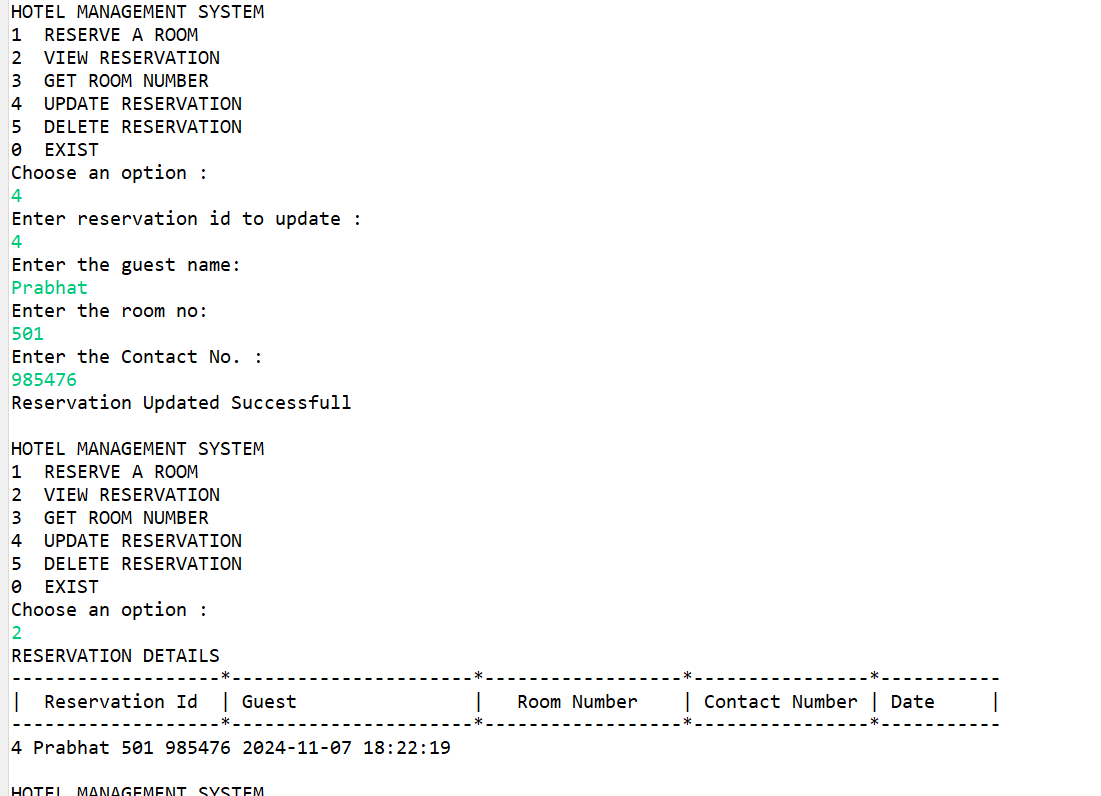 HOTEL MANAGEMENT SYSTEM
1  RESERVE A ROOM
2  VIEW RESERVATION
3  GET ROOM NUMBER
4  UPDATE RESERVATION
5  DELETE RESERVATION
0  EXIST
Choose an option :
4
Enter reservation id to update :
4
Enter the guest name:
Prabhat
Enter the room no:
501
Enter the Contact No. :
985476
Reservation Updated Successfull

HOTEL MANAGEMENT SYSTEM
1  RESERVE A ROOM
2  VIEW RESERVATION
3  GET ROOM NUMBER
4  UPDATE RESERVATION
5  DELETE RESERVATION
0  EXIST
Choose an option :
2
RESERVATION DETAILS
-------------------*----------------------*------------------*----------------*-----------
|  Reservation Id  | Guest                |   Room Number    | Contact Number | Date     |
-------------------*----------------------*------------------*----------------*-----------
4 Prabhat 501 985476 2024-11-07 18:22:19

HOTEL MANAGEMENT SYSTEM